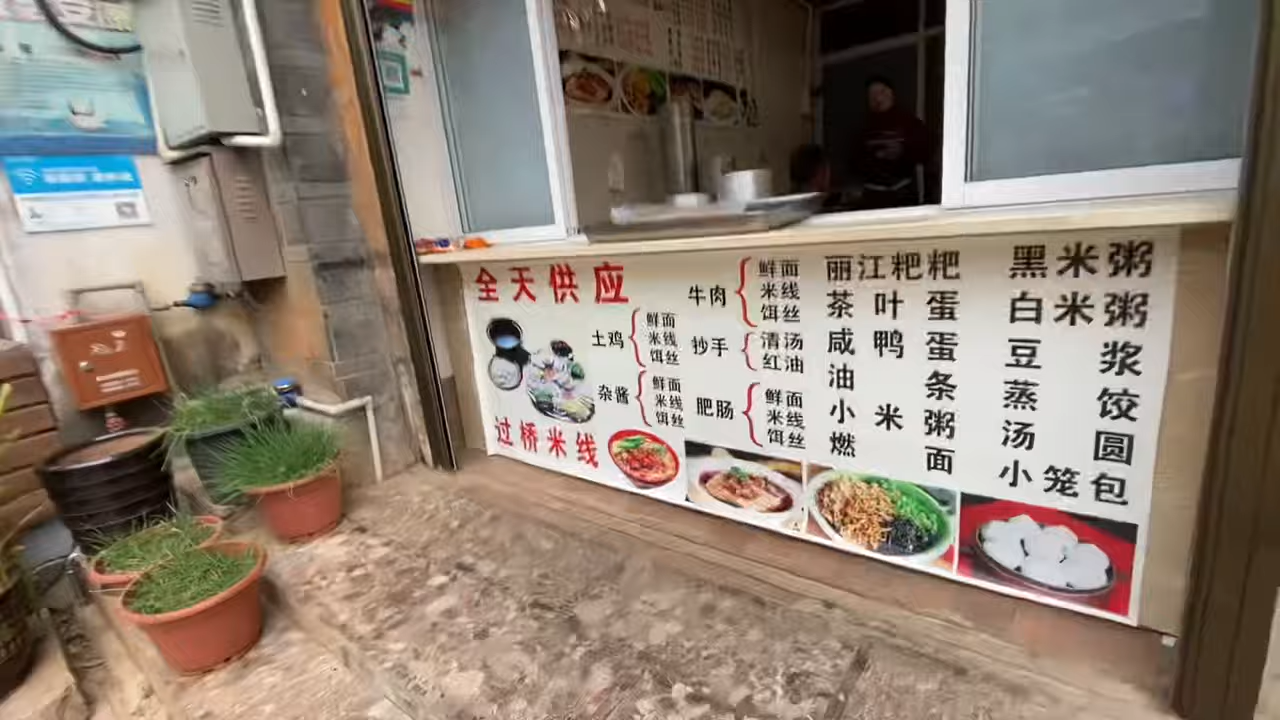 全天供应
过桥米线
土鸡
鲜面
米线
饵丝
杂酱
鲜面
米线
饵丝
牛肉
鲜面
米线
饵丝
抄手
清汤
红油
肥肠
鲜面
米线
饵丝
丽江粑粑
茶叶蛋
咸鸭蛋
油条
小米粥
燃面
黑米粥
白米粥
豆浆
蒸饺
汤圆
小笼包